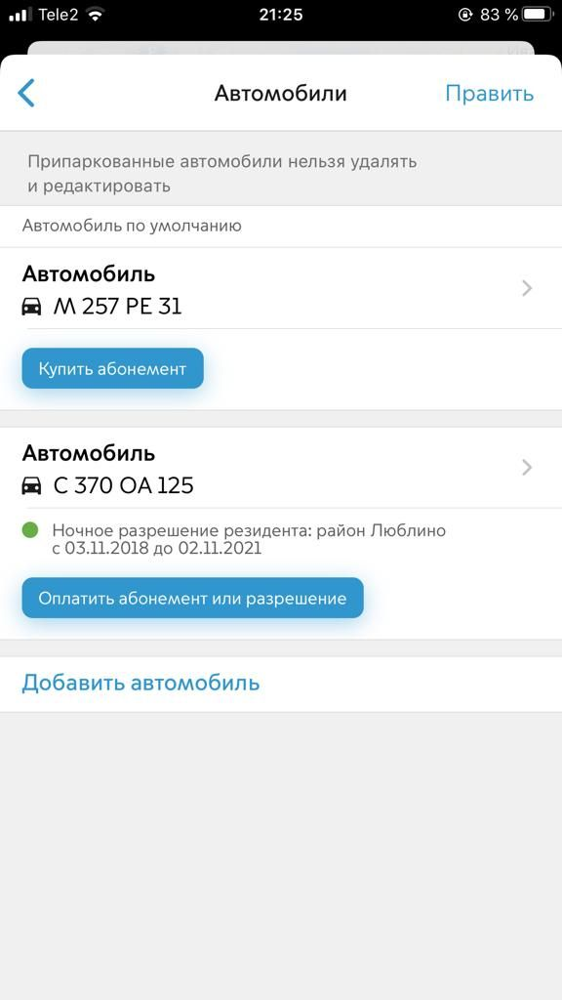 Tele2 21:25 83 %
Автомобили Править
Припаркованные автомобили нельзя удалять
и редактировать
Автомобиль по умолчанию
Автомобиль
М 257 РЕ 31
Купить абонемент
Автомобиль
С 370 ОА 125
Ночное разрешение резидента: район Люблино
с 03.11.2018 до 02.11.2021
Оплатить абонемент или разрешение
Добавить автомобиль